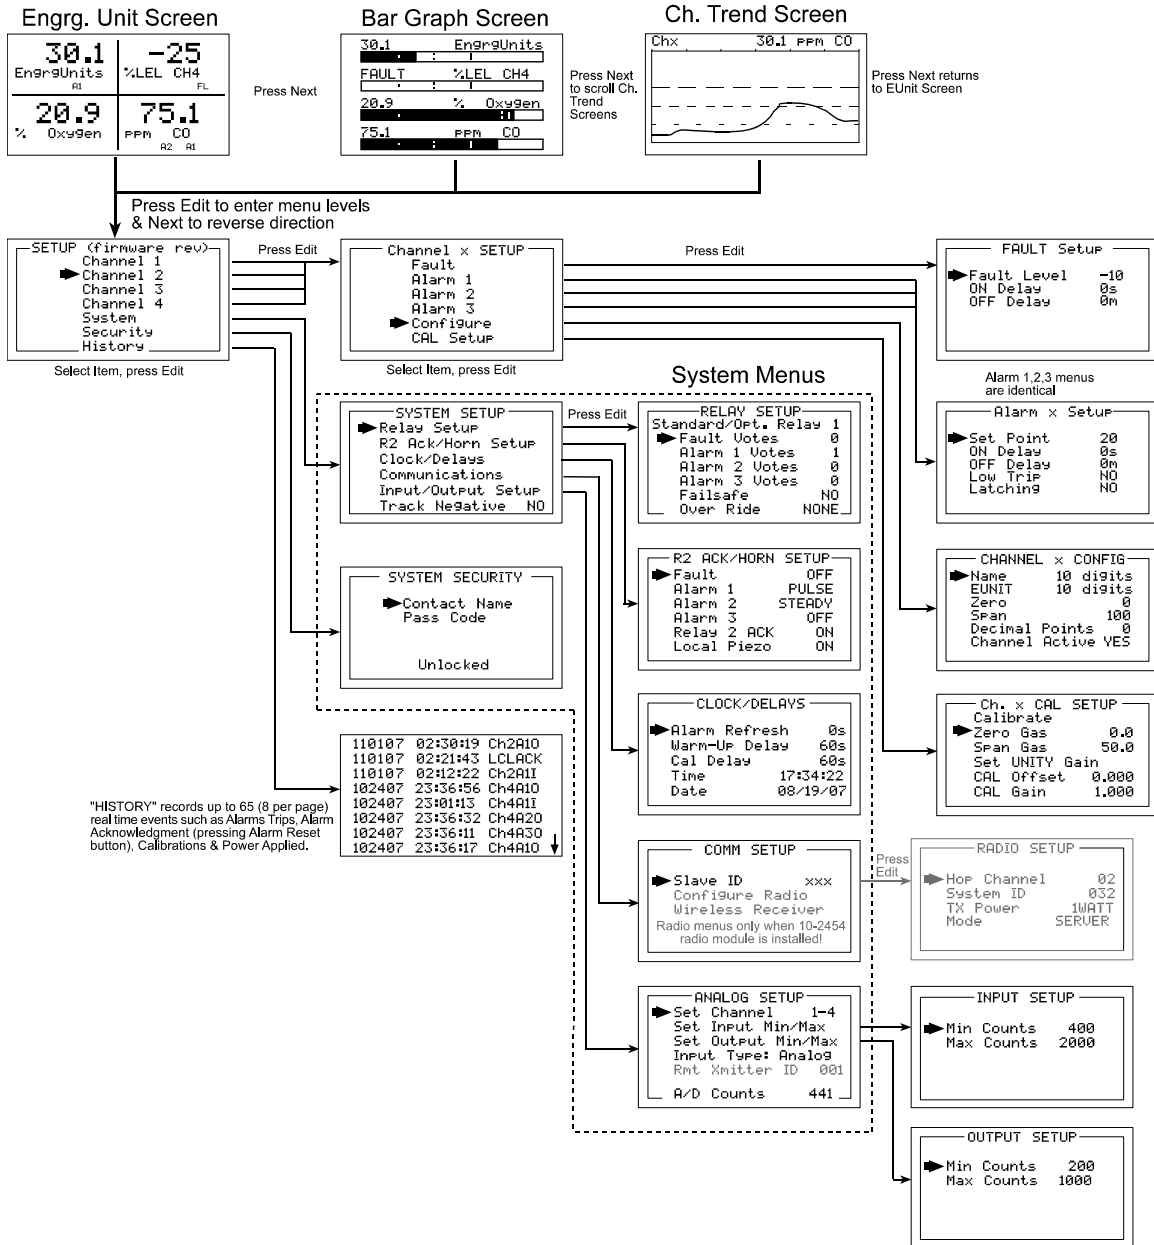 Engrg. Unit Screen
Bar Graph Screen
Ch. Trend Screen
30.1
EngrgUnits
A1
-25
%LEL CH4
FL
20.9
% Oxygen
75.1
PPM CO
A2 A1
Press Next
30.1 EngrgUnits
FAULT %LEL CH4
20.9 % Oxygen
75.1 PPM CO
Press Next
to scroll Ch.
Trend
Screens
Chx 30.1 PPM CO
Press Next returns
to EUnit Screen
Press Edit to enter menu levels
& Next to reverse direction
SETUP (firmware rev)
Channel 1
Channel 2
Channel 3
Channel 4
System
Security
History
Select Item, press Edit
Press Edit
Channel x SETUP
Fault
Alarm 1
Alarm 2
Alarm 3
Configure
CAL Setup
Select Item, press Edit
Press Edit
FAULT Setup
Fault Level -10
ON Delay 0s
OFF Delay 0m
Alarm 1,2,3 menus
are identical
Alarm x Setup
Set Point 20
ON Delay 0s
OFF Delay 0m
Low Trip NO
Latching NO
System Menus
SYSTEM SETUP
Relay Setup
R2 Ack/Horn Setup
Clock/Delays
Communications
Input/Output Setup
Track Negative NO
Press Edit
RELAY SETUP
Standard/Opt. Relay 1
Fault Votes 0
Alarm 1 Votes 1
Alarm 2 Votes 0
Alarm 3 Votes 0
Failsafe NO
Over Ride NONE
SYSTEM SECURITY
Contact Name
Pass Code
Unlocked
R2 ACK/HORN SETUP
Fault OFF
Alarm 1 PULSE
Alarm 2 STEADY
Alarm 3 OFF
Relay 2 ACK ON
Local Piezo ON
CHANNEL x CONFIG
Name 10 digits
EUNIT 10 digits
Zero 0
Span 100
Decimal Points 0
Channel Active YES
CLOCK/DELAYS
Alarm Refresh 0s
Warm-Up Delay 60s
Cal Delay 60s
Time 17:34:22
Date 08/19/07
Ch. x CAL SETUP
Calibrate
Zero Gas 0.0
Span Gas 50.0
Set UNITY Gain
CAL Offset 0.000
CAL Gain 1.000
"HISTORY" records up to 65 (8 per page)
real time events such as Alarms Trips, Alarm
Acknowledgment (pressing Alarm Reset
button), Calibrations & Power Applied.
110107 02:30:19 Ch2A1O
110107 02:21:43 LCLACK
110107 02:12:22 Ch2A1I
102407 23:36:56 Ch4A1O
102407 23:01:13 Ch4A1I
102407 23:36:32 Ch4A2O
102407 23:36:11 Ch4A3O
102407 23:36:17 Ch4A1O
COMM SETUP
Slave ID xxx
Configure Radio
Wireless Receiver
Radio menus only when 10-2454
radio module is installed!
Press
Edit
RADIO SETUP
Hop Channel 02
System ID 032
TX Power 1WATT
Mode SERVER
ANALOG SETUP
Set Channel 1-4
Set Input Min/Max
Set Output Min/Max
Input Type: Analog
Rmt Xmitter ID 001
A/D Counts 441
INPUT SETUP
Min Counts 400
Max Counts 2000
OUTPUT SETUP
Min Counts 200
Max Counts 1000